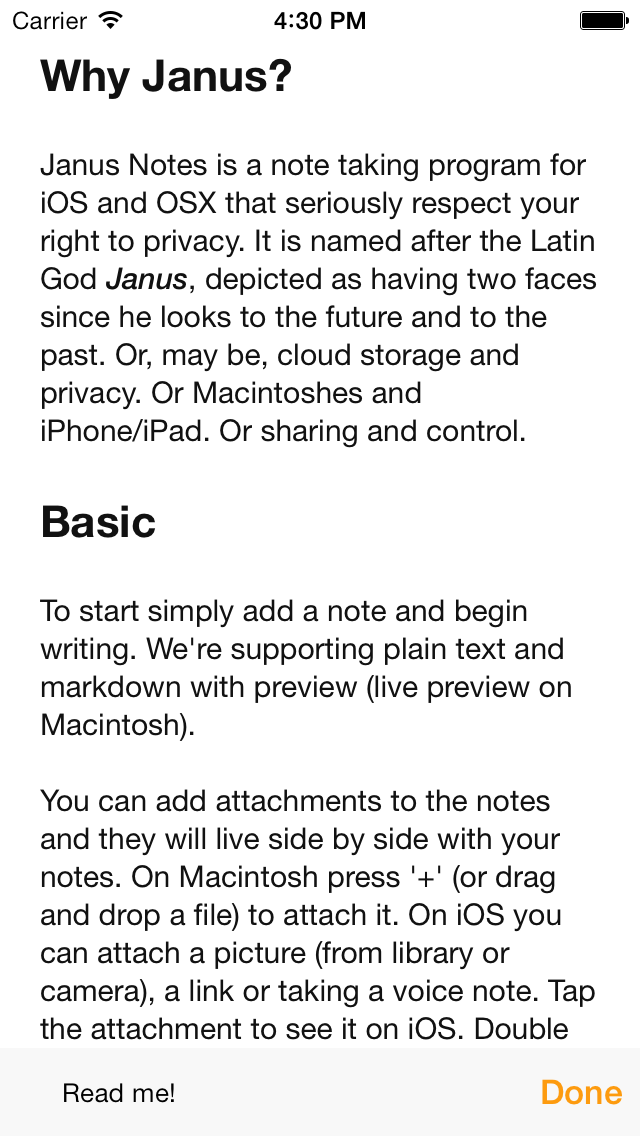 Carrier 4:30 PM
Why Janus?
Janus Notes is a note taking program for
iOS and OSX that seriously respect your
right to privacy. It is named after the Latin
God Janus, depicted as having two faces
since he looks to the future and to the
past. Or, may be, cloud storage and
privacy. Or Macintoshes and
iPhone/iPad. Or sharing and control.
Basic
To start simply add a note and begin
writing. We're supporting plain text and
markdown with preview (live preview on
Macintosh).
You can add attachments to the notes
and they will live side by side with your
notes. On Macintosh press '+' (or drag
and drop a file) to attach it. On iOS you
can attach a picture (from library or
camera), a link or taking a voice note. Tap
the attachment to see it on iOS. Double
Read me! Done